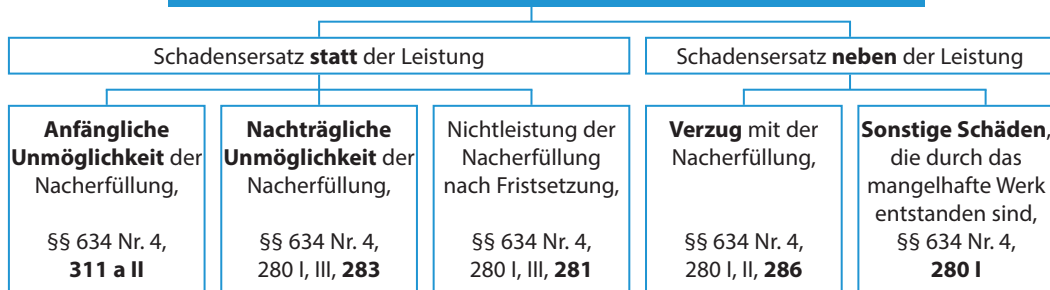 Schadensersatz statt der Leistung
Schadensersatz neben der Leistung
Anfängliche
Unmöglichkeit der
Nacherfüllung,
§§ 634 Nr. 4,
311 a II
Nachträgliche
Unmöglichkeit der
Nacherfüllung,
§§ 634 Nr. 4,
280 I, III, 283
Nichtleistung der
Nacherfüllung
nach Fristsetzung,
§§ 634 Nr. 4,
280 I, III, 281
Verzug mit der
Nacherfüllung,
§§ 634 Nr. 4,
280 I, II, 286
Sonstige Schäden,
die durch das
mangelhafte Werk
entstanden sind,
§§ 634 Nr. 4,
280 I